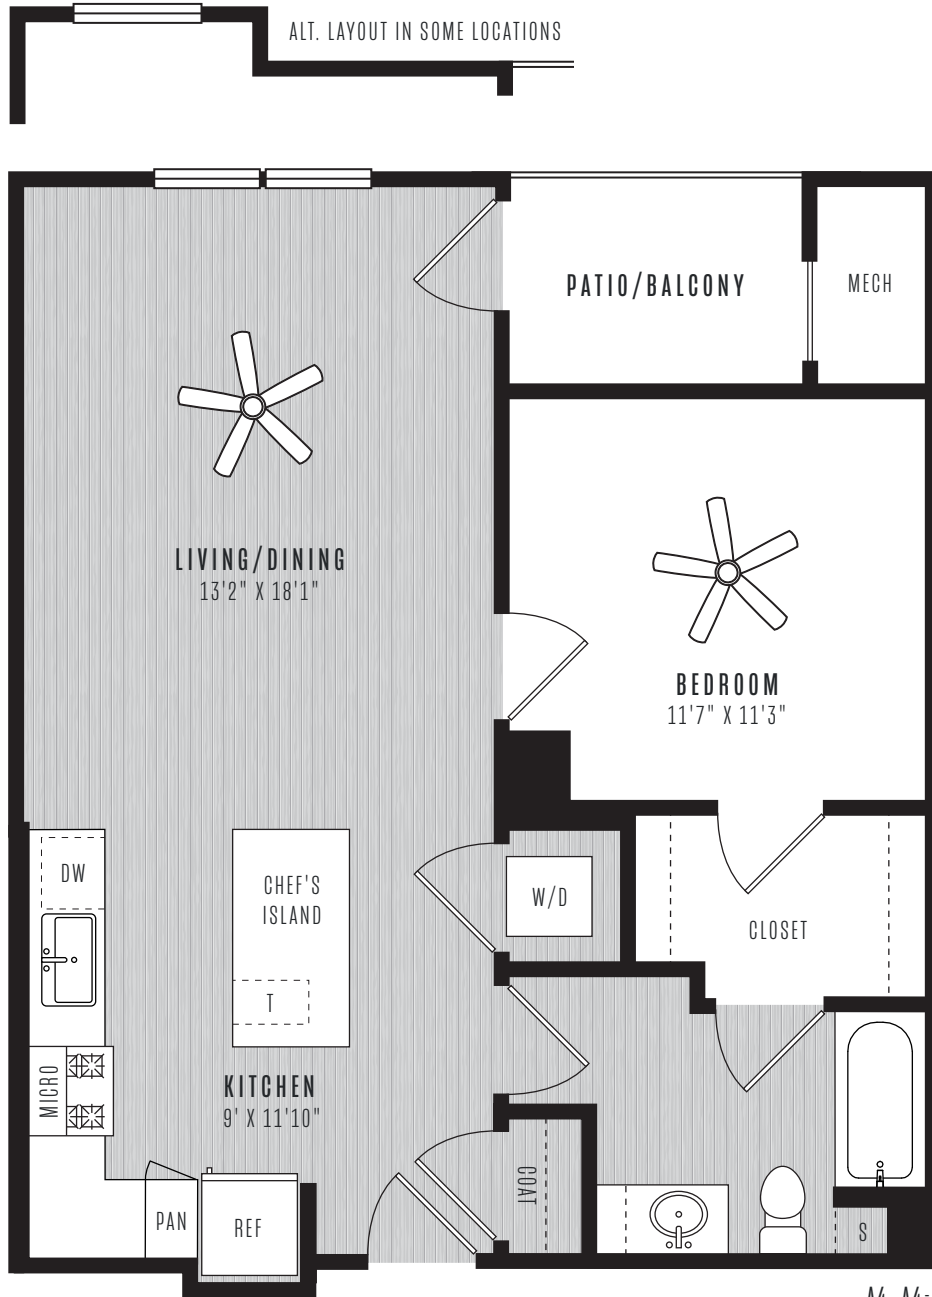 ALT. LAYOUT IN SOME LOCATIONS
PATIO/BALCONY
MECH
LIVING/DINING
13'2" X 18'1"
BEDROOM
11'7" X 11'3"
DW
CHEF'S
ISLAND
W/D
CLOSET
T
MICRO
KITCHEN
9' X 11'10"
COAT
PAN
REF
S